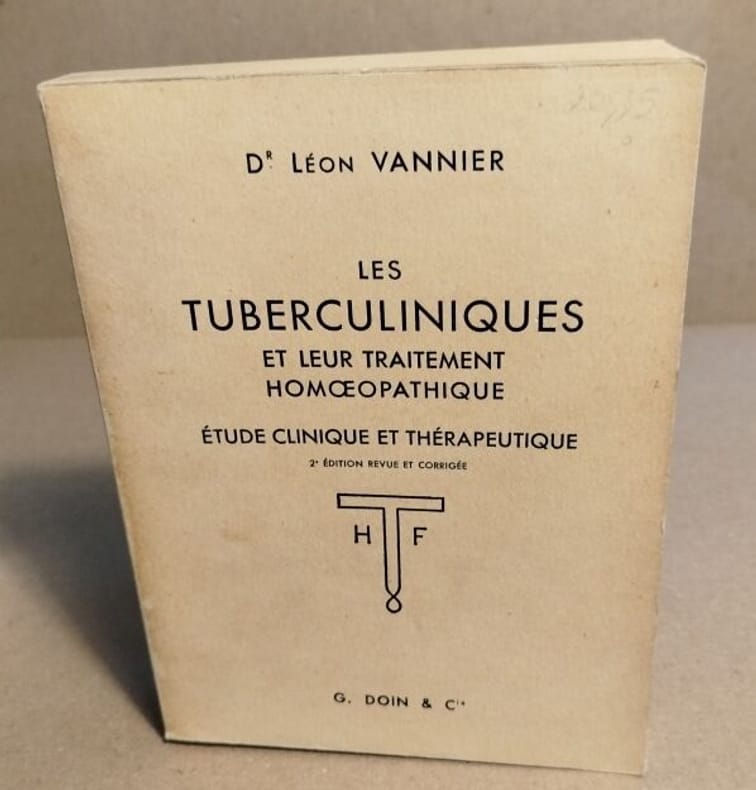 Dᴿ LÉON VANNIER
LES
TUBERCULINIQUES
ET LEUR TRAITEMENT
HOMŒOPATHIQUE
ÉTUDE CLINIQUE ET THÉRAPEUTIQUE
2ᵉ ÉDITION REVUE ET CORRIGÉE
H T F
G. DOIN & Cⁱᵉ